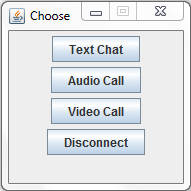 Choose
Text Chat
Audio Call
Video Call
Disconnect